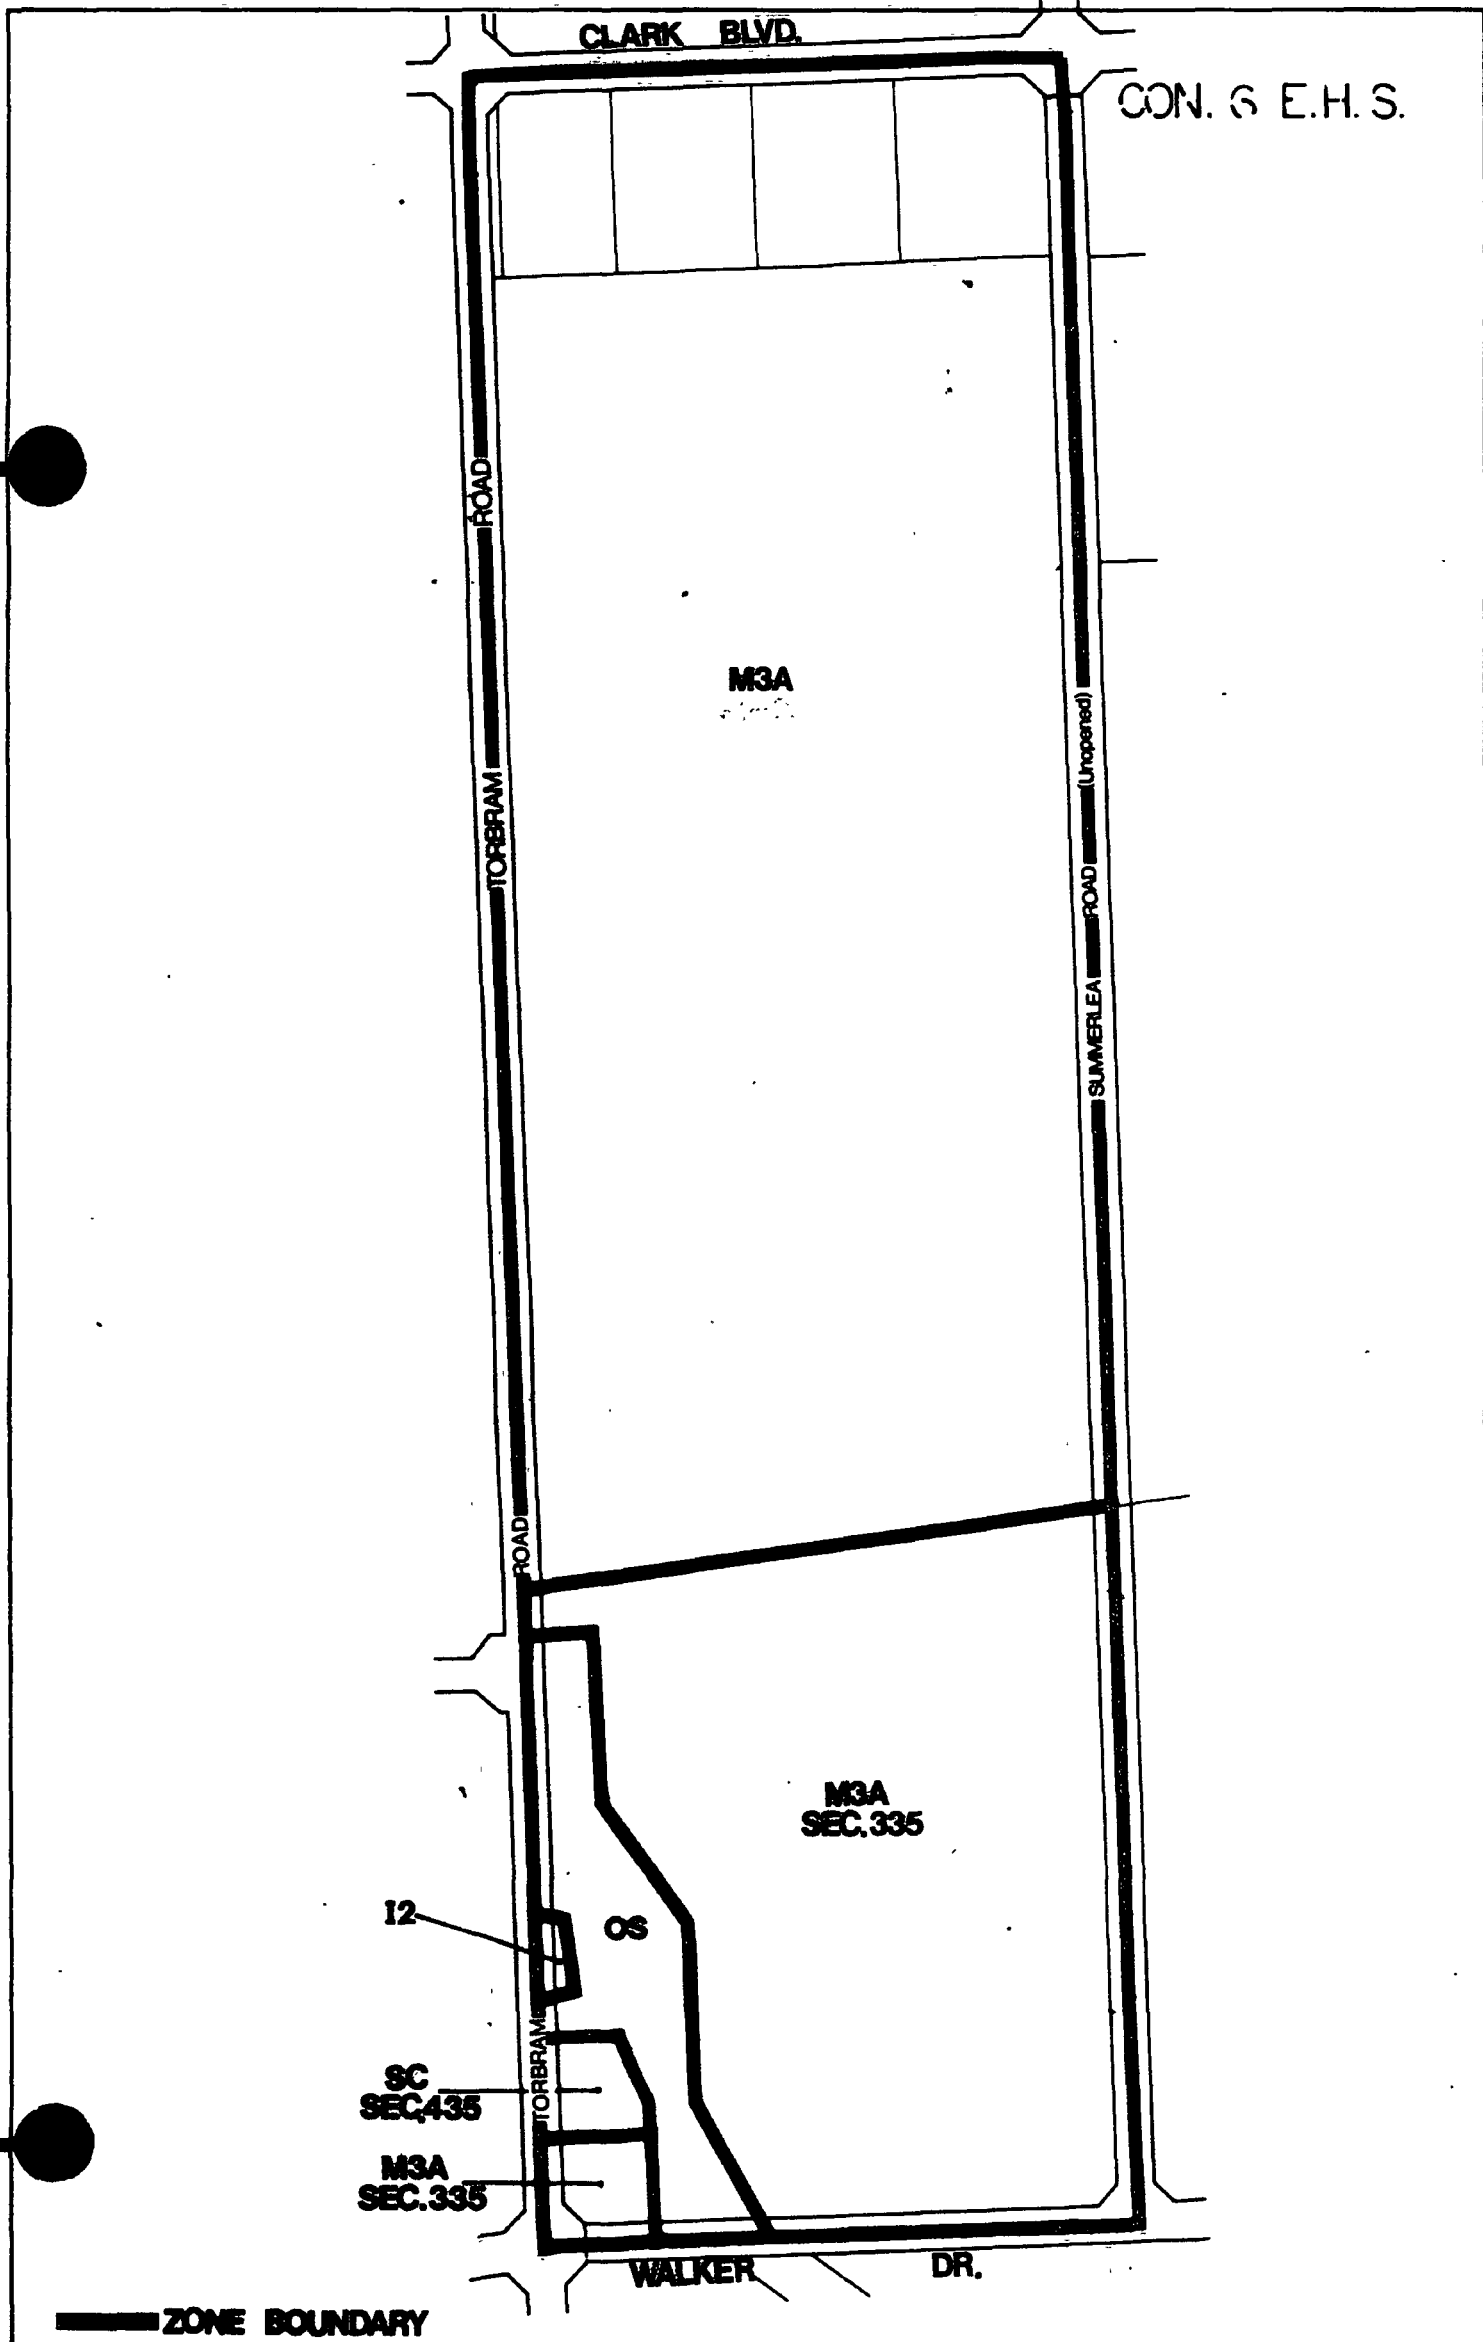 CLARK BLVD.
CON. 6 E.H.S.
ROAD
TORBRAM
M3A
(Unopened)
ROAD
SUMMERLEA
ROAD
M3A
SEC.335
I2
OS
TORBRAM
SC
SEC.435
M3A
SEC.335
WALKER DR.
ZONE BOUNDARY